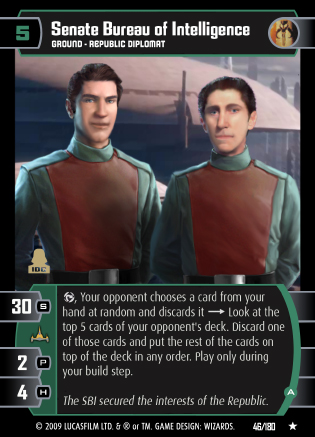 5
Senate Bureau of Intelligence
GROUND - REPUBLIC DIPLOMAT
IDC
30 S
2 P
4 H
, Your opponent chooses a card from your
hand at random and discards it → Look at the
top 5 cards of your opponent's deck. Discard one
of those cards and put the rest of the cards on
top of the deck in any order. Play only during
your build step.
The SBI secured the interests of the Republic.
A
© 2009 LUCASFILM LTD. & ® or TM. GAME DESIGN: WIZARDS. 46/180 ★